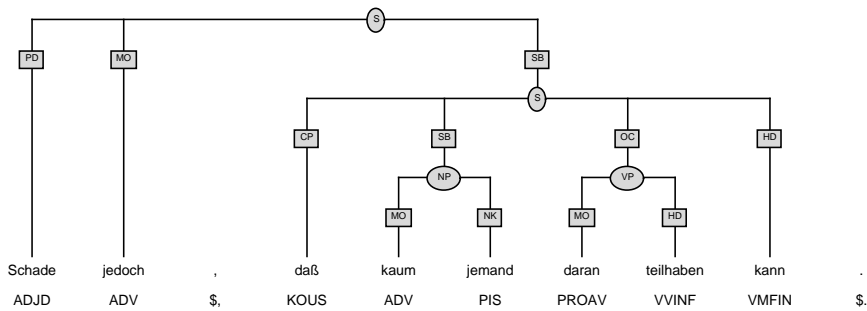 S
PD MO SB
S
CP SB OC HD
NP VP
MO NK MO HD
Schade jedoch , daß kaum jemand daran teilhaben kann .
ADJD ADV $, KOUS ADV PIS PROAV VVINF VMFIN $.